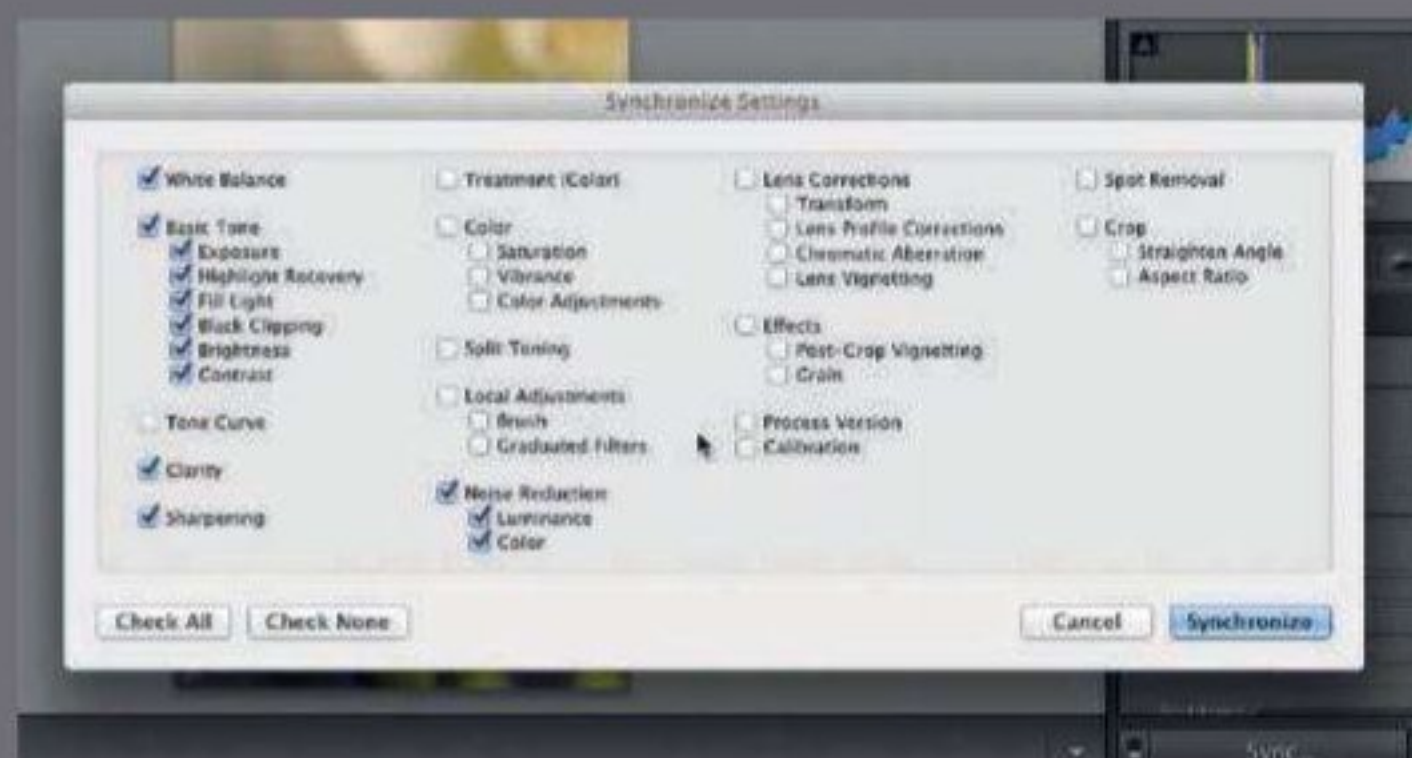 Synchronize Settings
White Balance
Basic Tone
Exposure
Highlight Recovery
Fill Light
Black Clipping
Brightness
Contrast
Tone Curve
Clarity
Sharpening
Treatment (Color)
Color
Saturation
Vibrance
Color Adjustments
Split Toning
Local Adjustments
Brush
Graduated Filters
Noise Reduction
Luminance
Color
Lens Corrections
Transform
Lens Profile Corrections
Chromatic Aberration
Lens Vignetting
Effects
Post-Crop Vignetting
Grain
Process Version
Calibration
Spot Removal
Crop
Straighten Angle
Aspect Ratio
Check All
Check None
Cancel
Synchronize
Sync...